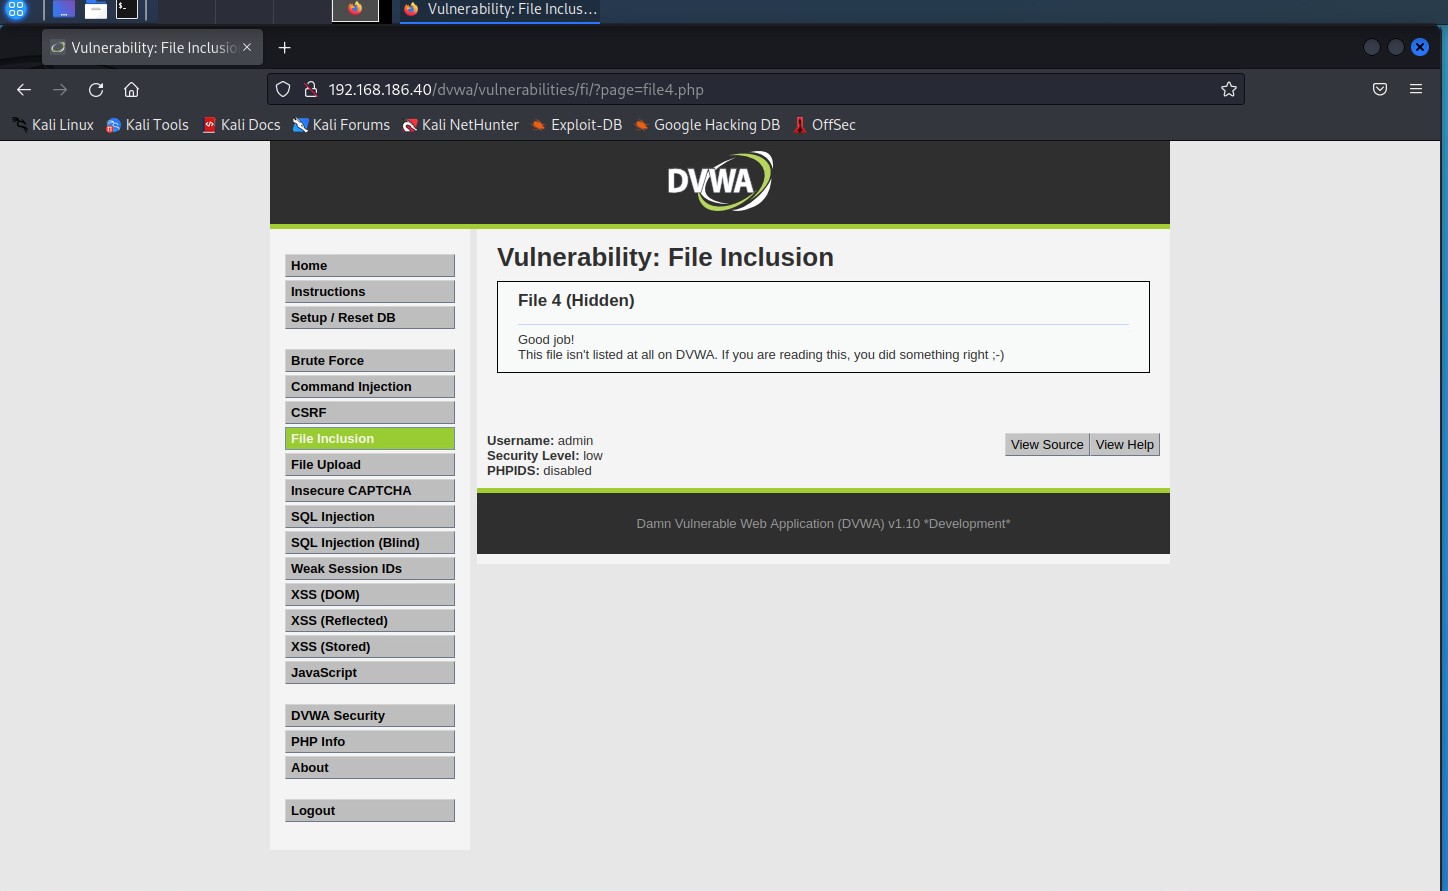 Vulnerability: File Inclus...
Vulnerability: File Inclusio
192.168.186.40/dvwa/vulnerabilities/fi/?page=file4.php
Kali Linux Kali Tools Kali Docs Kali Forums Kali NetHunter Exploit-DB Google Hacking DB OffSec
DVWA
Home
Instructions
Setup / Reset DB
Brute Force
Command Injection
CSRF
File Inclusion
File Upload
Insecure CAPTCHA
SQL Injection
SQL Injection (Blind)
Weak Session IDs
XSS (DOM)
XSS (Reflected)
XSS (Stored)
JavaScript
DVWA Security
PHP Info
About
Logout
Vulnerability: File Inclusion
File 4 (Hidden)
Good job!
This file isn't listed at all on DVWA. If you are reading this, you did something right ;-)
Username: admin
Security Level: low
PHPIDS: disabled
View Source View Help
Damn Vulnerable Web Application (DVWA) v1.10 *Development*